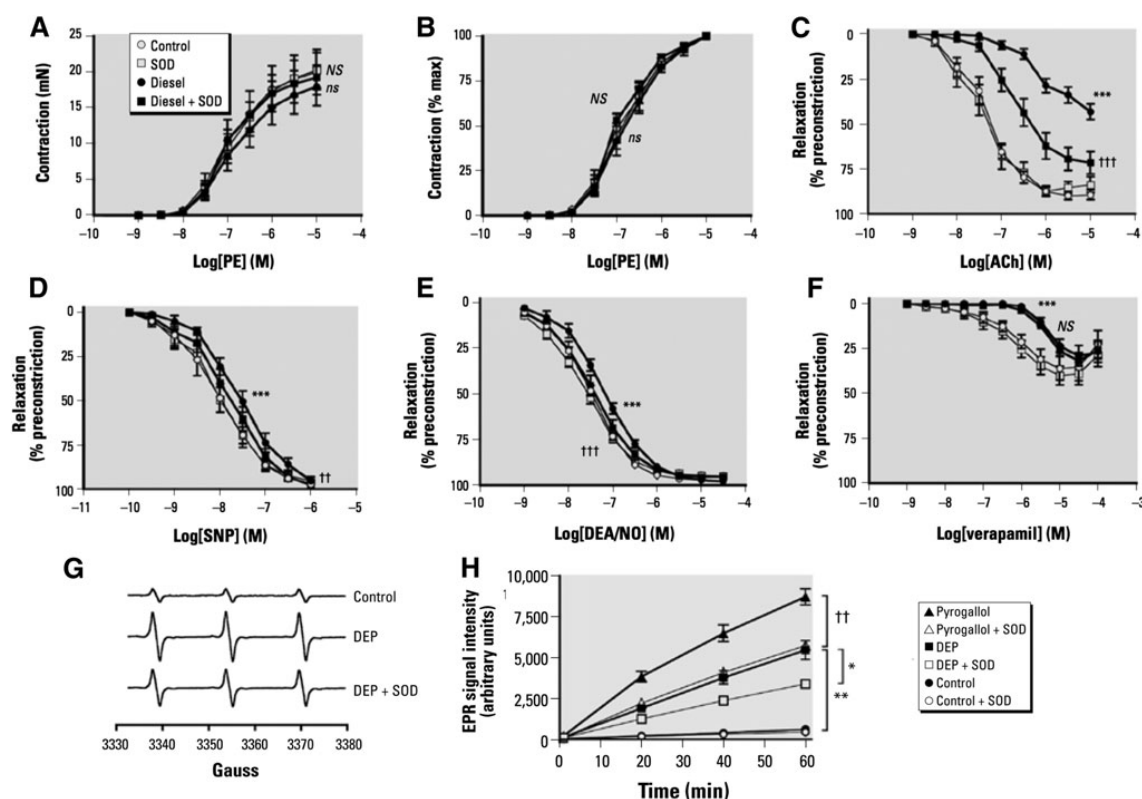 A
Contraction (mN)
25
20
15
10
5
0
Control
SOD
Diesel
Diesel + SOD
NS
ns
−10 −9 −8 −7 −6 −5 −4
Log[PE] (M)
B
Contraction (% max)
100
75
50
25
0
NS
ns
−10 −9 −8 −7 −6 −5 −4
Log[PE] (M)
C
Relaxation
(% preconstriction)
0
25
50
75
100
***
†††
−10 −9 −8 −7 −6 −5 −4
Log[ACh] (M)
D
Relaxation
(% preconstriction)
0
25
50
75
100
***
††
−11 −10 −9 −8 −7 −6 −5
Log[SNP] (M)
E
Relaxation
(% preconstriction)
0
25
50
75
100
***
†††
−10 −9 −8 −7 −6 −5 −4
Log[DEA/NO] (M)
F
Relaxation
(% preconstriction)
0
25
50
75
100
***
NS
−10 −9 −8 −7 −6 −5 −4 −3
Log[verapamil] (M)
G
Control
DEP
DEP + SOD
3330 3340 3350 3360 3370 3380
Gauss
H
EPR signal intensity
(arbitrary units)
10,000
7,500
5,000
2,500
0
††
*
**
0 10 20 30 40 50 60
Time (min)
Pyrogallol
Pyrogallol + SOD
DEP
DEP + SOD
Control
Control + SOD